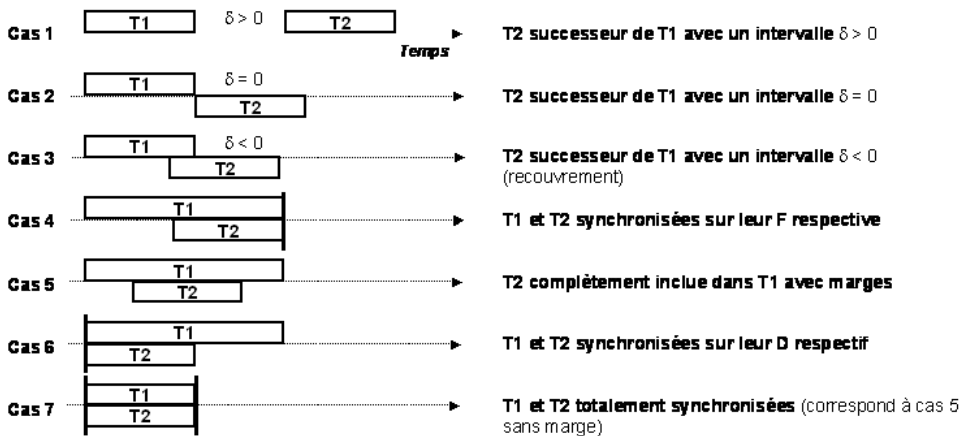 Cas 1 T1 δ > 0 T2 T2 successeur de T1 avec un intervalle δ > 0
Temps
Cas 2 T1 δ = 0 T2 T2 successeur de T1 avec un intervalle δ = 0
Cas 3 T1 δ < 0 T2 T2 successeur de T1 avec un intervalle δ < 0
(recouvrement)
Cas 4 T1 T2 T1 et T2 synchronisées sur leur F respective
Cas 5 T1 T2 T2 complètement inclue dans T1 avec marges
Cas 6 T1 T2 T1 et T2 synchronisées sur leur D respectif
Cas 7 T1 T2 T1 et T2 totalement synchronisées (correspond à cas 5
sans marge)